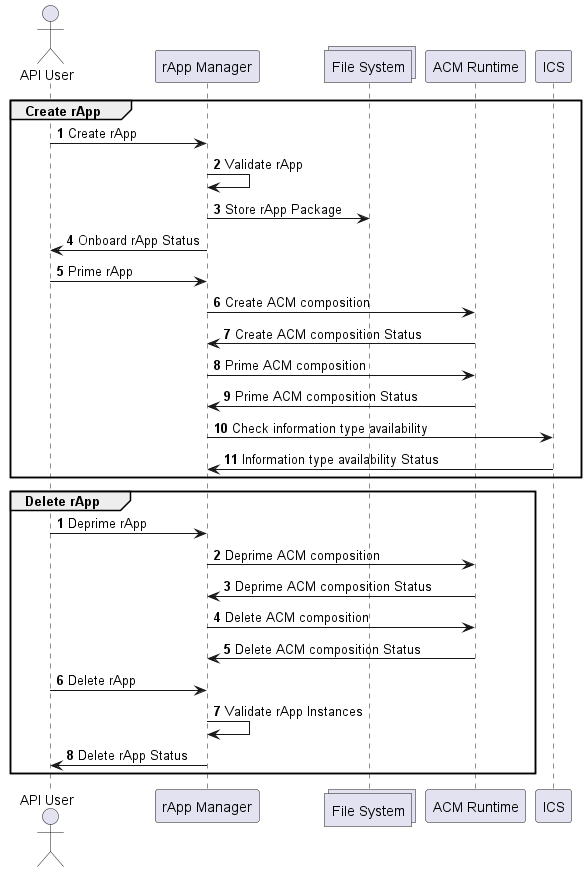 API User
rApp Manager
File System
ACM Runtime
ICS
Create rApp
1 Create rApp
2 Validate rApp
3 Store rApp Package
4 Onboard rApp Status
5 Prime rApp
6 Create ACM composition
7 Create ACM composition Status
8 Prime ACM composition
9 Prime ACM composition Status
10 Check information type availability
11 Information type availability Status
Delete rApp
1 Deprime rApp
2 Deprime ACM composition
3 Deprime ACM composition Status
4 Delete ACM composition
5 Delete ACM composition Status
6 Delete rApp
7 Validate rApp Instances
8 Delete rApp Status
API User
rApp Manager
File System
ACM Runtime
ICS